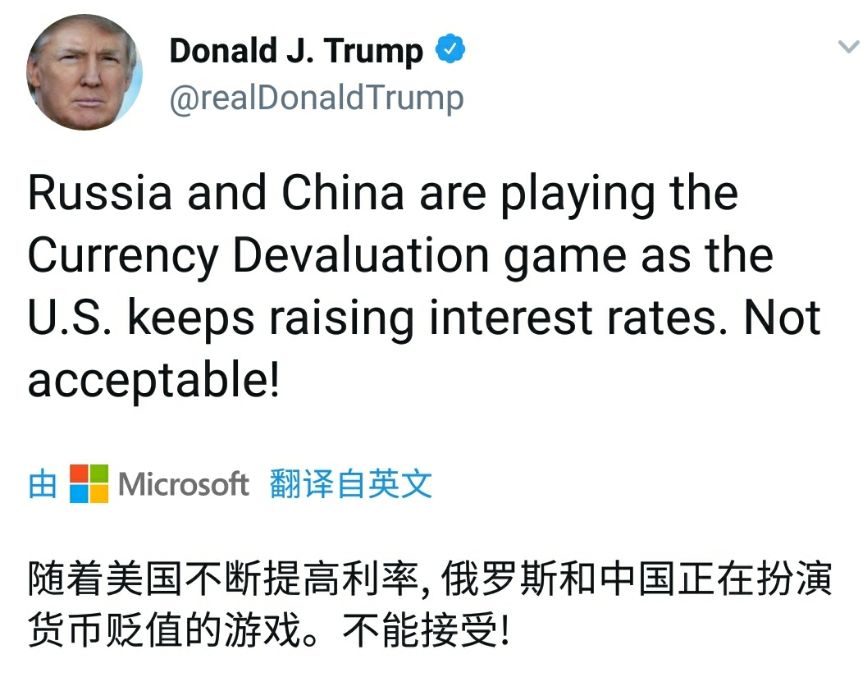 Donald J. Trump
@realDonaldTrump
Russia and China are playing the
Currency Devaluation game as the
U.S. keeps raising interest rates. Not
acceptable!
由 Microsoft 翻译自英文
随着美国不断提高利率, 俄罗斯和中国正在扮演
货币贬值的游戏。不能接受!